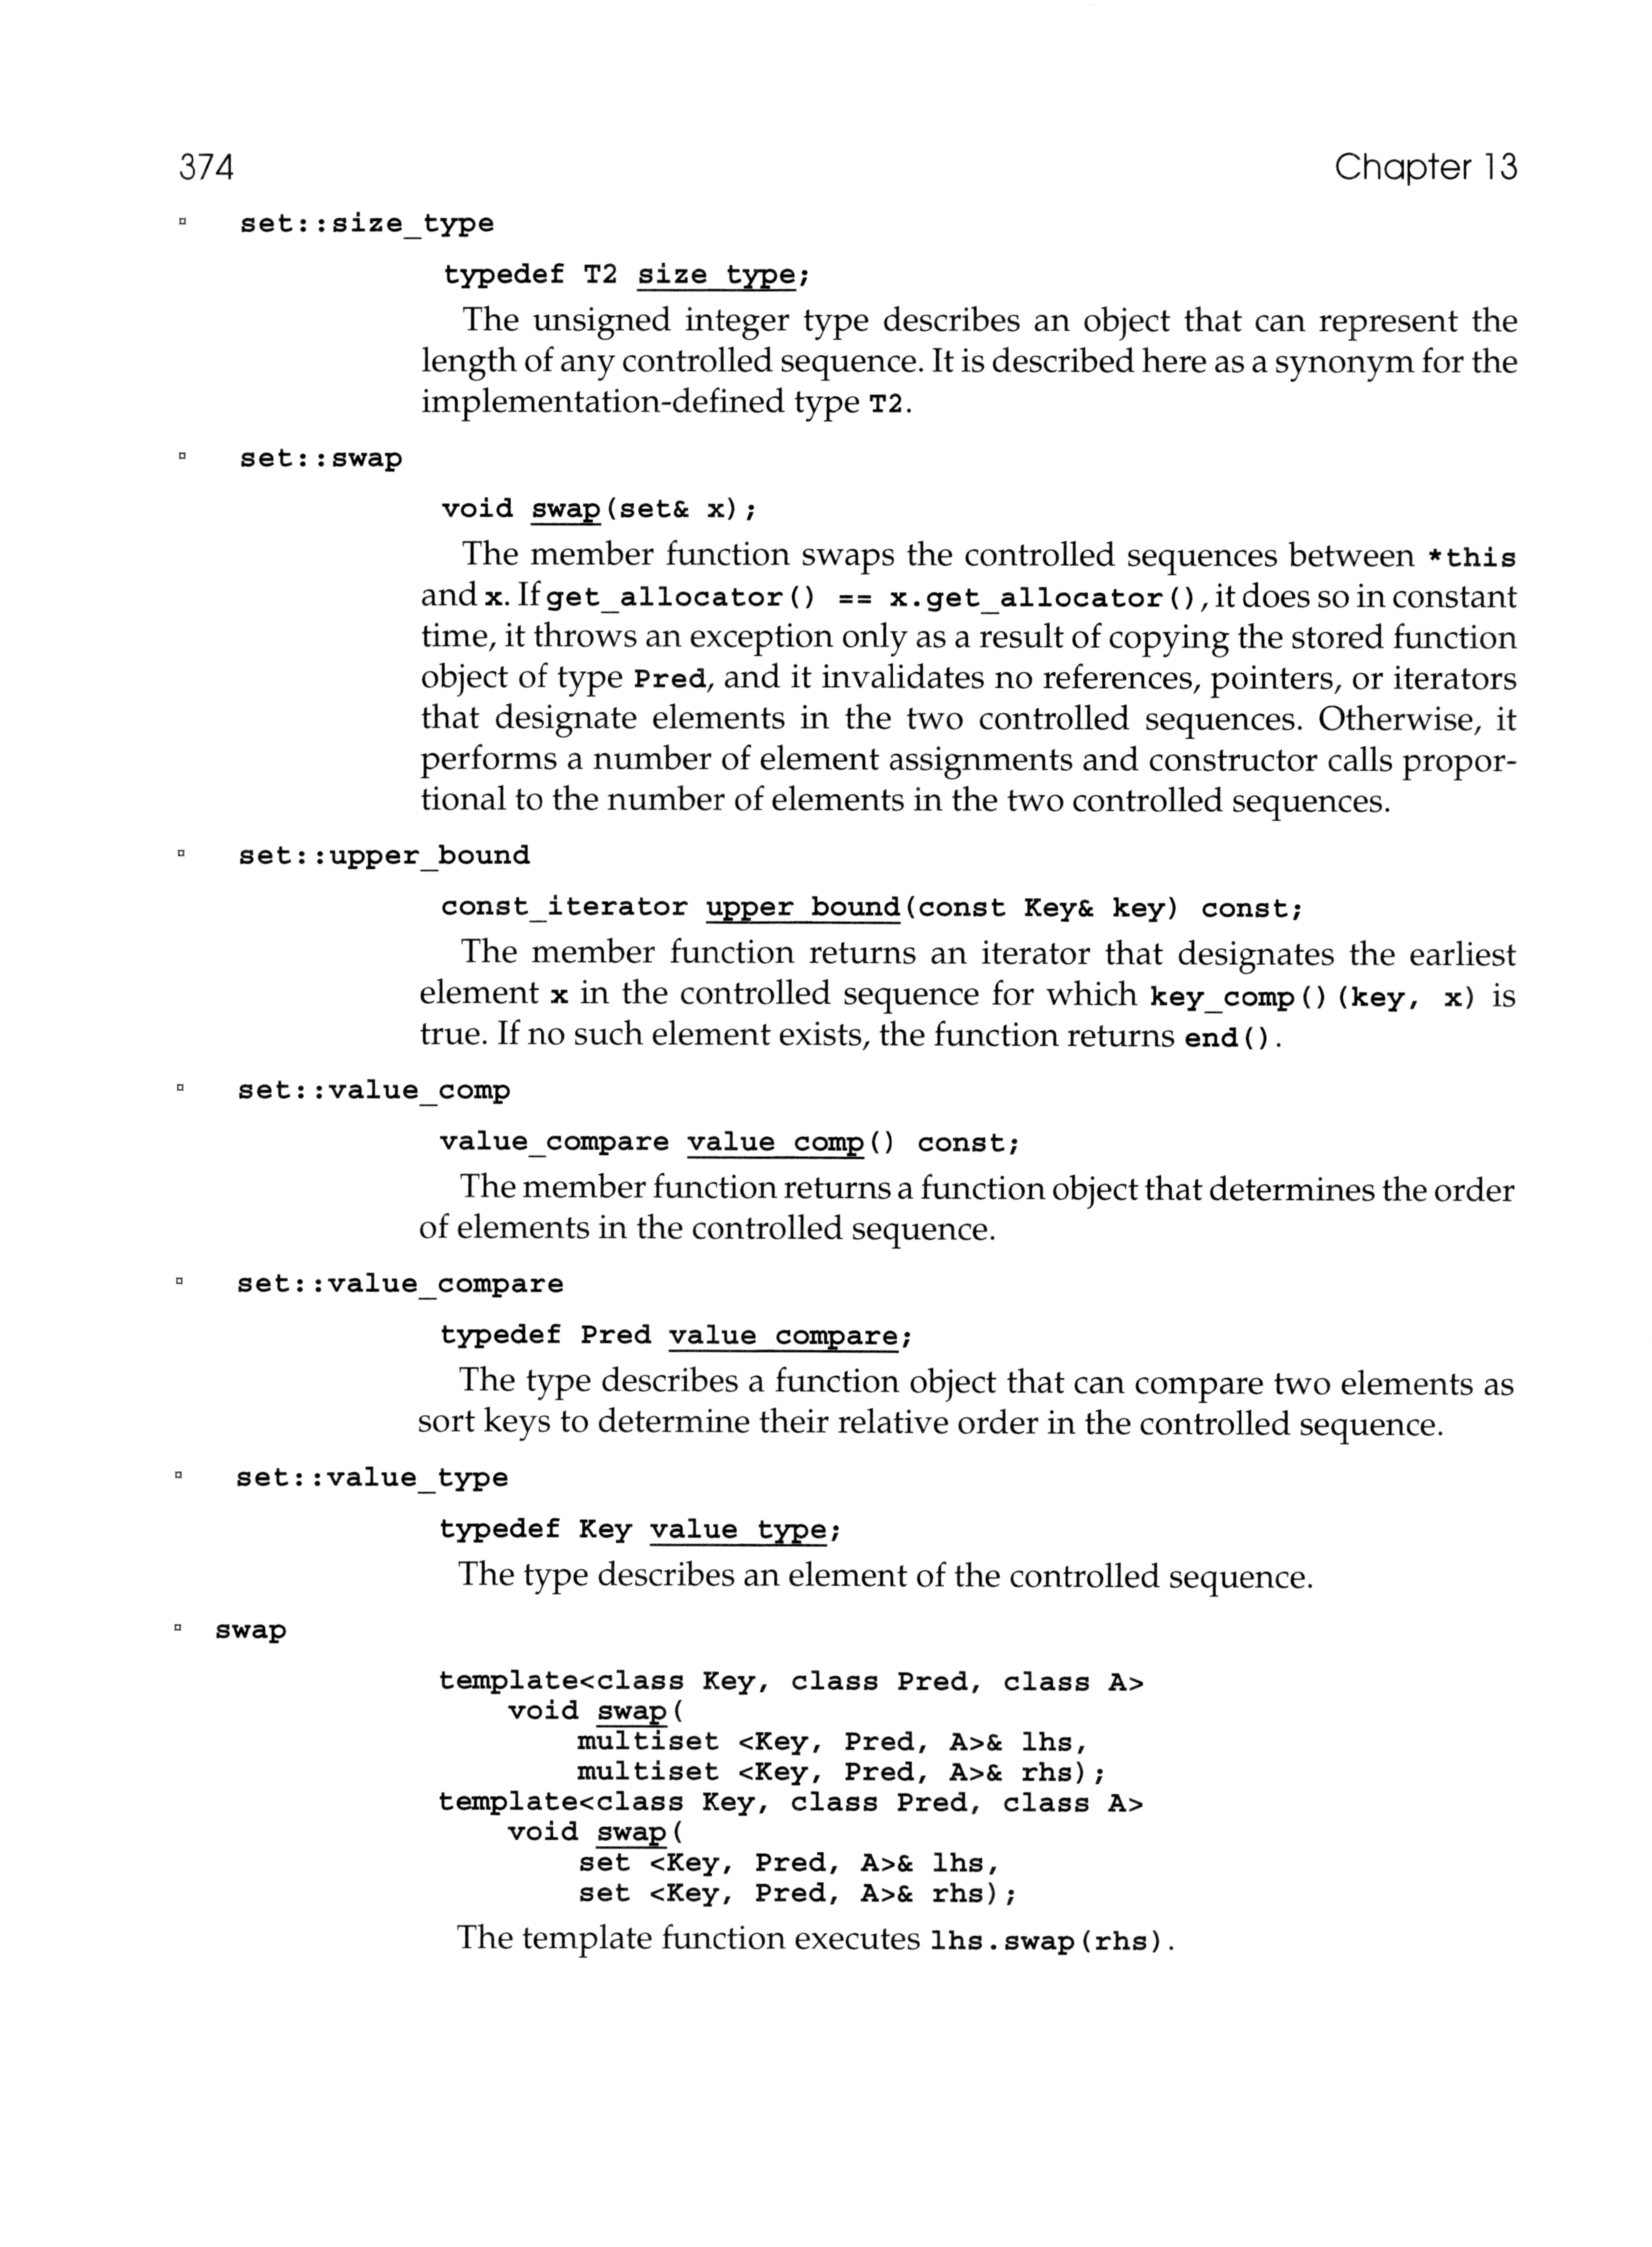 374 Chapter 13
▫ set::size_type
typedef T2 size_type;
The unsigned integer type describes an object that can represent the
length of any controlled sequence. It is described here as a synonym for the
implementation-defined type T2.
▫ set::swap
void swap(set& x);
The member function swaps the controlled sequences between *this
and x. If get_allocator() == x.get_allocator(), it does so in constant
time, it throws an exception only as a result of copying the stored function
object of type Pred, and it invalidates no references, pointers, or iterators
that designate elements in the two controlled sequences. Otherwise, it
performs a number of element assignments and constructor calls propor-
tional to the number of elements in the two controlled sequences.
▫ set::upper_bound
const_iterator upper_bound(const Key& key) const;
The member function returns an iterator that designates the earliest
element x in the controlled sequence for which key_comp()(key, x) is
true. If no such element exists, the function returns end().
▫ set::value_comp
value_compare value_comp() const;
The member function returns a function object that determines the order
of elements in the controlled sequence.
▫ set::value_compare
typedef Pred value_compare;
The type describes a function object that can compare two elements as
sort keys to determine their relative order in the controlled sequence.
▫ set::value_type
typedef Key value_type;
The type describes an element of the controlled sequence.
▫ swap
template<class Key, class Pred, class A>
void swap(
multiset <Key, Pred, A>& lhs,
multiset <Key, Pred, A>& rhs);
template<class Key, class Pred, class A>
void swap(
set <Key, Pred, A>& lhs,
set <Key, Pred, A>& rhs);
The template function executes lhs.swap(rhs).